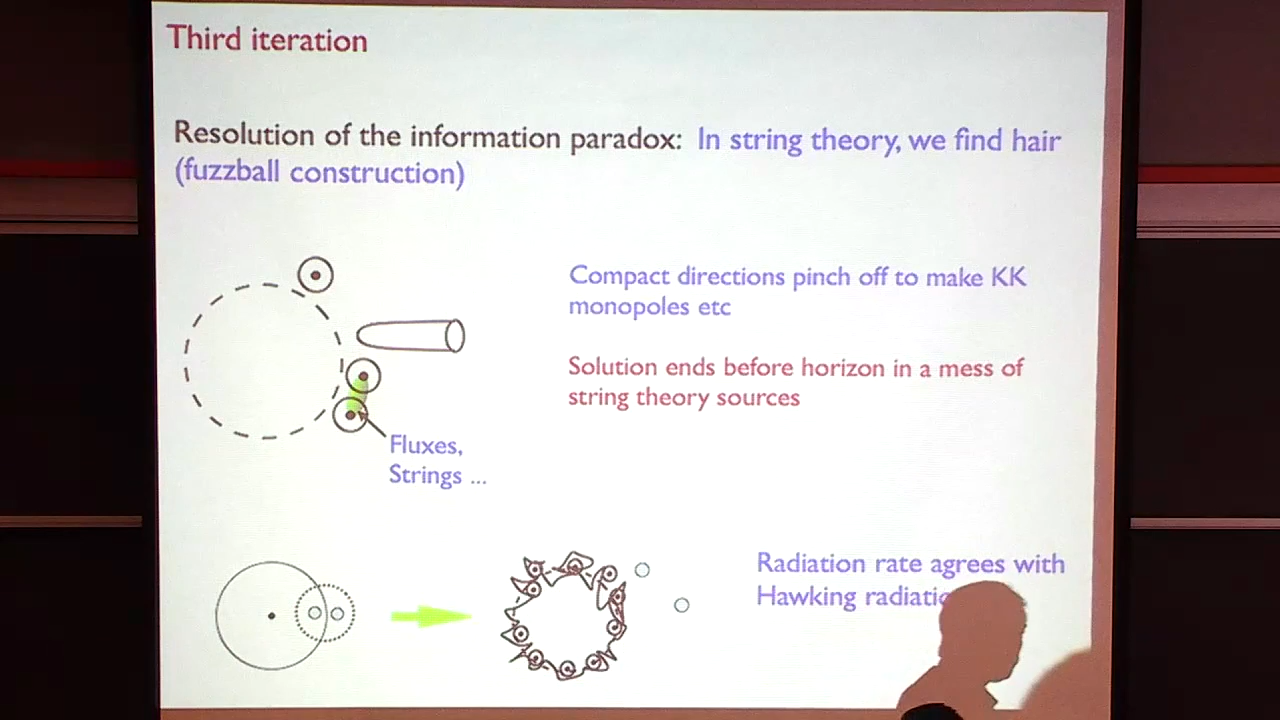 Third iteration
Resolution of the information paradox: In string theory, we find hair
(fuzzball construction)
Compact directions pinch off to make KK
monopoles etc
Solution ends before horizon in a mess of
string theory sources
Fluxes,
Strings ...
Radiation rate agrees with
Hawking